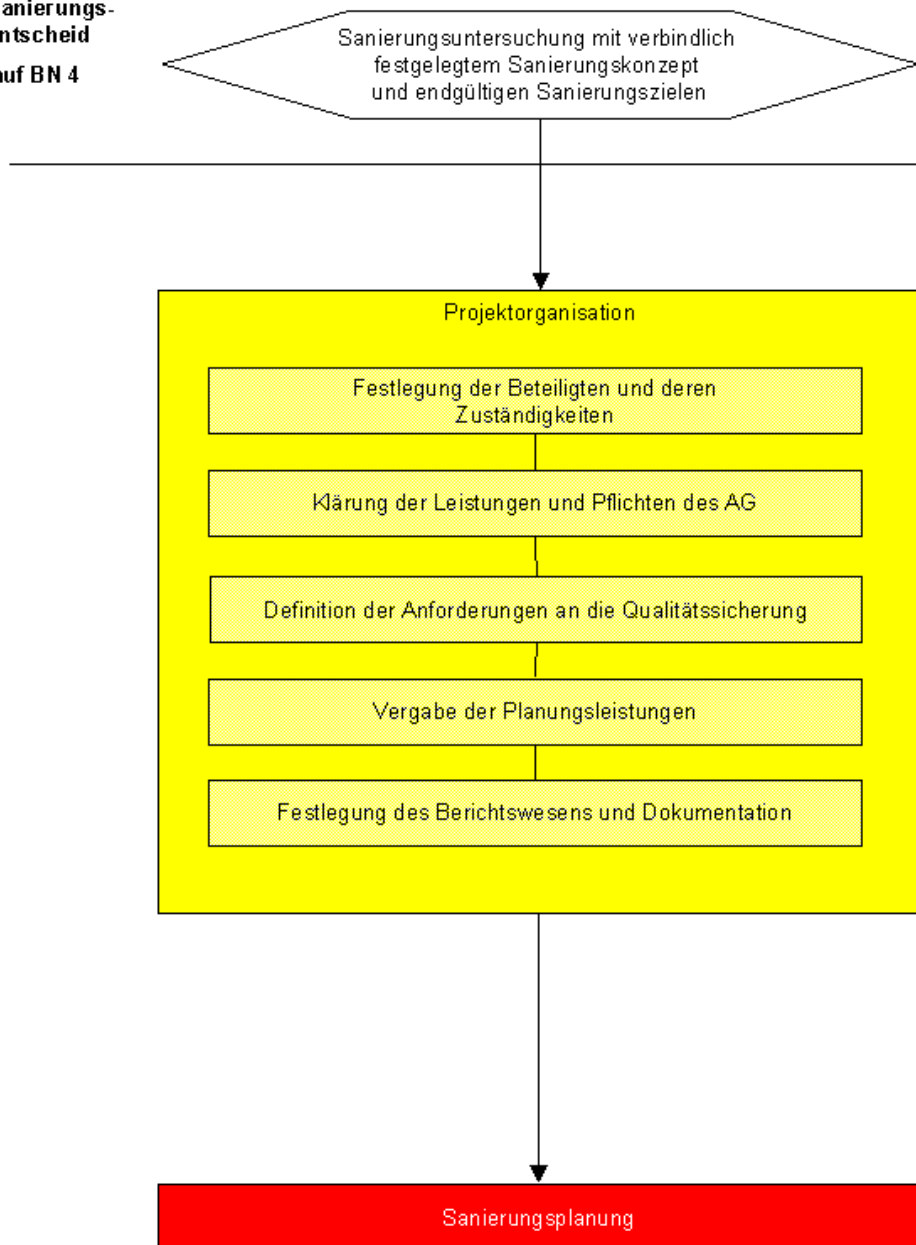 anierungs-
ntscheid
auf BN 4
Sanierungsuntersuchung mit verbindlich
festgelegtem Sanierungskonzept
und endgültigen Sanierungszielen
Projektorganisation
Festlegung der Beteiligten und deren
Zuständigkeiten
Klärung der Leistungen und Pflichten des AG
Definition der Anforderungen an die Qualitätssicherung
Vergabe der Planungsleistungen
Festlegung des Berichtswesens und Dokumentation
Sanierungsplanung